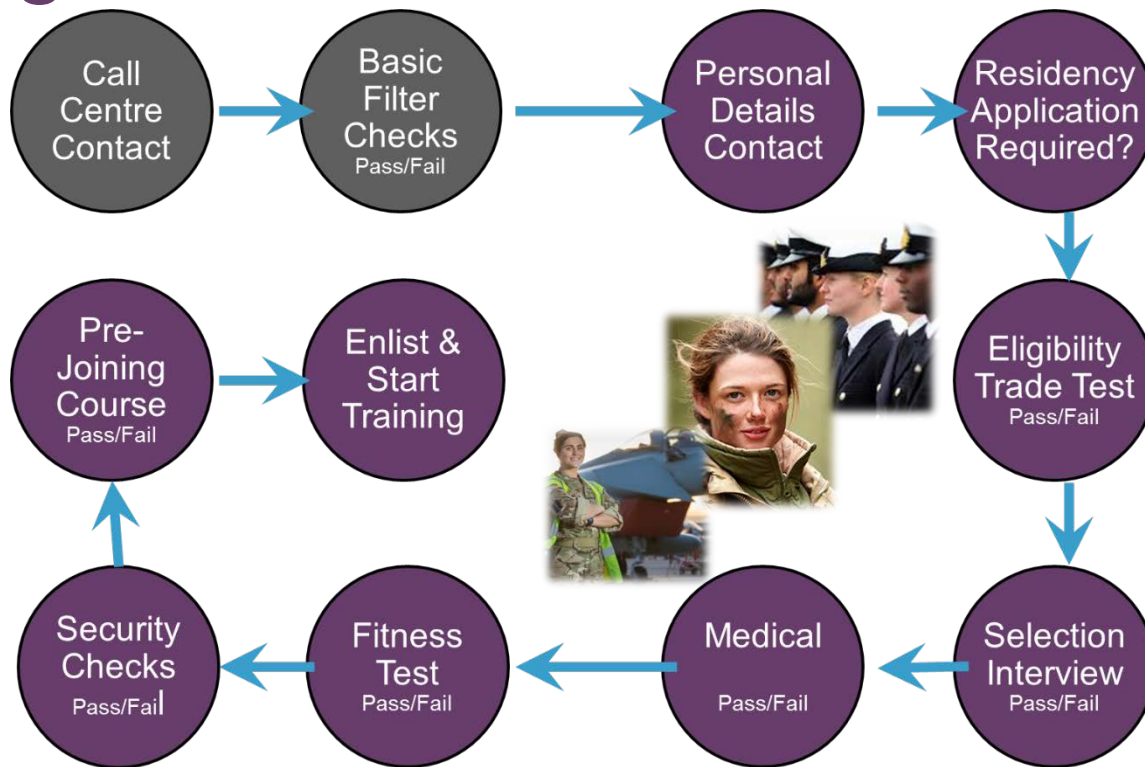 Call
Centre
Contact
Basic
Filter
Checks
Pass/Fail
Personal
Details
Contact
Residency
Application
Required?
Eligibility
Trade Test
Pass/Fail
Selection
Interview
Pass/Fail
Medical
Pass/Fail
Fitness
Test
Pass/Fail
Security
Checks
Pass/Fail
Pre-
Joining
Course
Pass/Fail
Enlist &
Start
Training